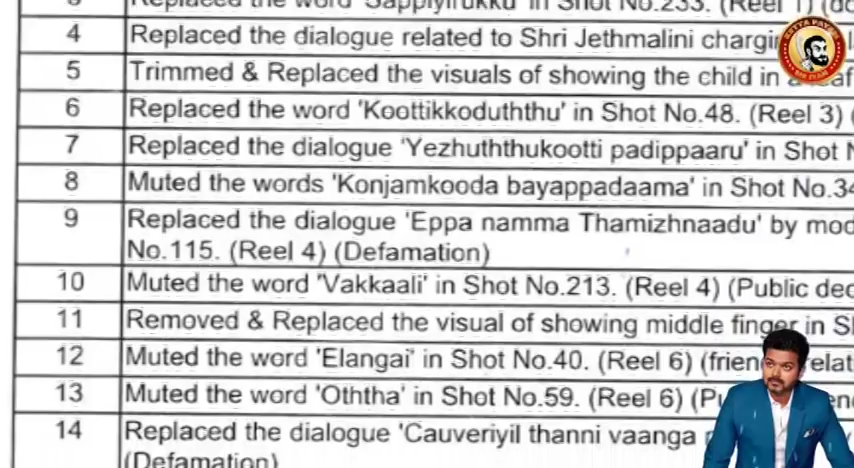 Replaced the word 'Sappiyirukku' in Shot No.233. (Reel 1)
4 Replaced the dialogue related to Shri Jethmalini
5 Trimmed & Replaced the visuals of showing the child in a
6 Replaced the word 'Koottikkoduththu' in Shot No.48. (Reel 3) (
7 Replaced the dialogue 'Yezhuththukootti padippaaru' in Shot
8 Muted the words 'Konjamkooda bayappadaama' in Shot No.34
9 Replaced the dialogue 'Eppa namma Thamizhnaadu' by mod
No.115. (Reel 4) (Defamation)
10 Muted the word 'Vakkaali' in Shot No.213. (Reel 4) (Public dec
11 Removed & Replaced the visual of showing middle finger in
12 Muted the word 'Elangai' in Shot No.40. (Reel 6) (frien
13 Muted the word 'Oththa' in Shot No.59. (Reel 6)
14 Replaced the dialogue 'Cauveriyil thanni vaanga
(Defamation)